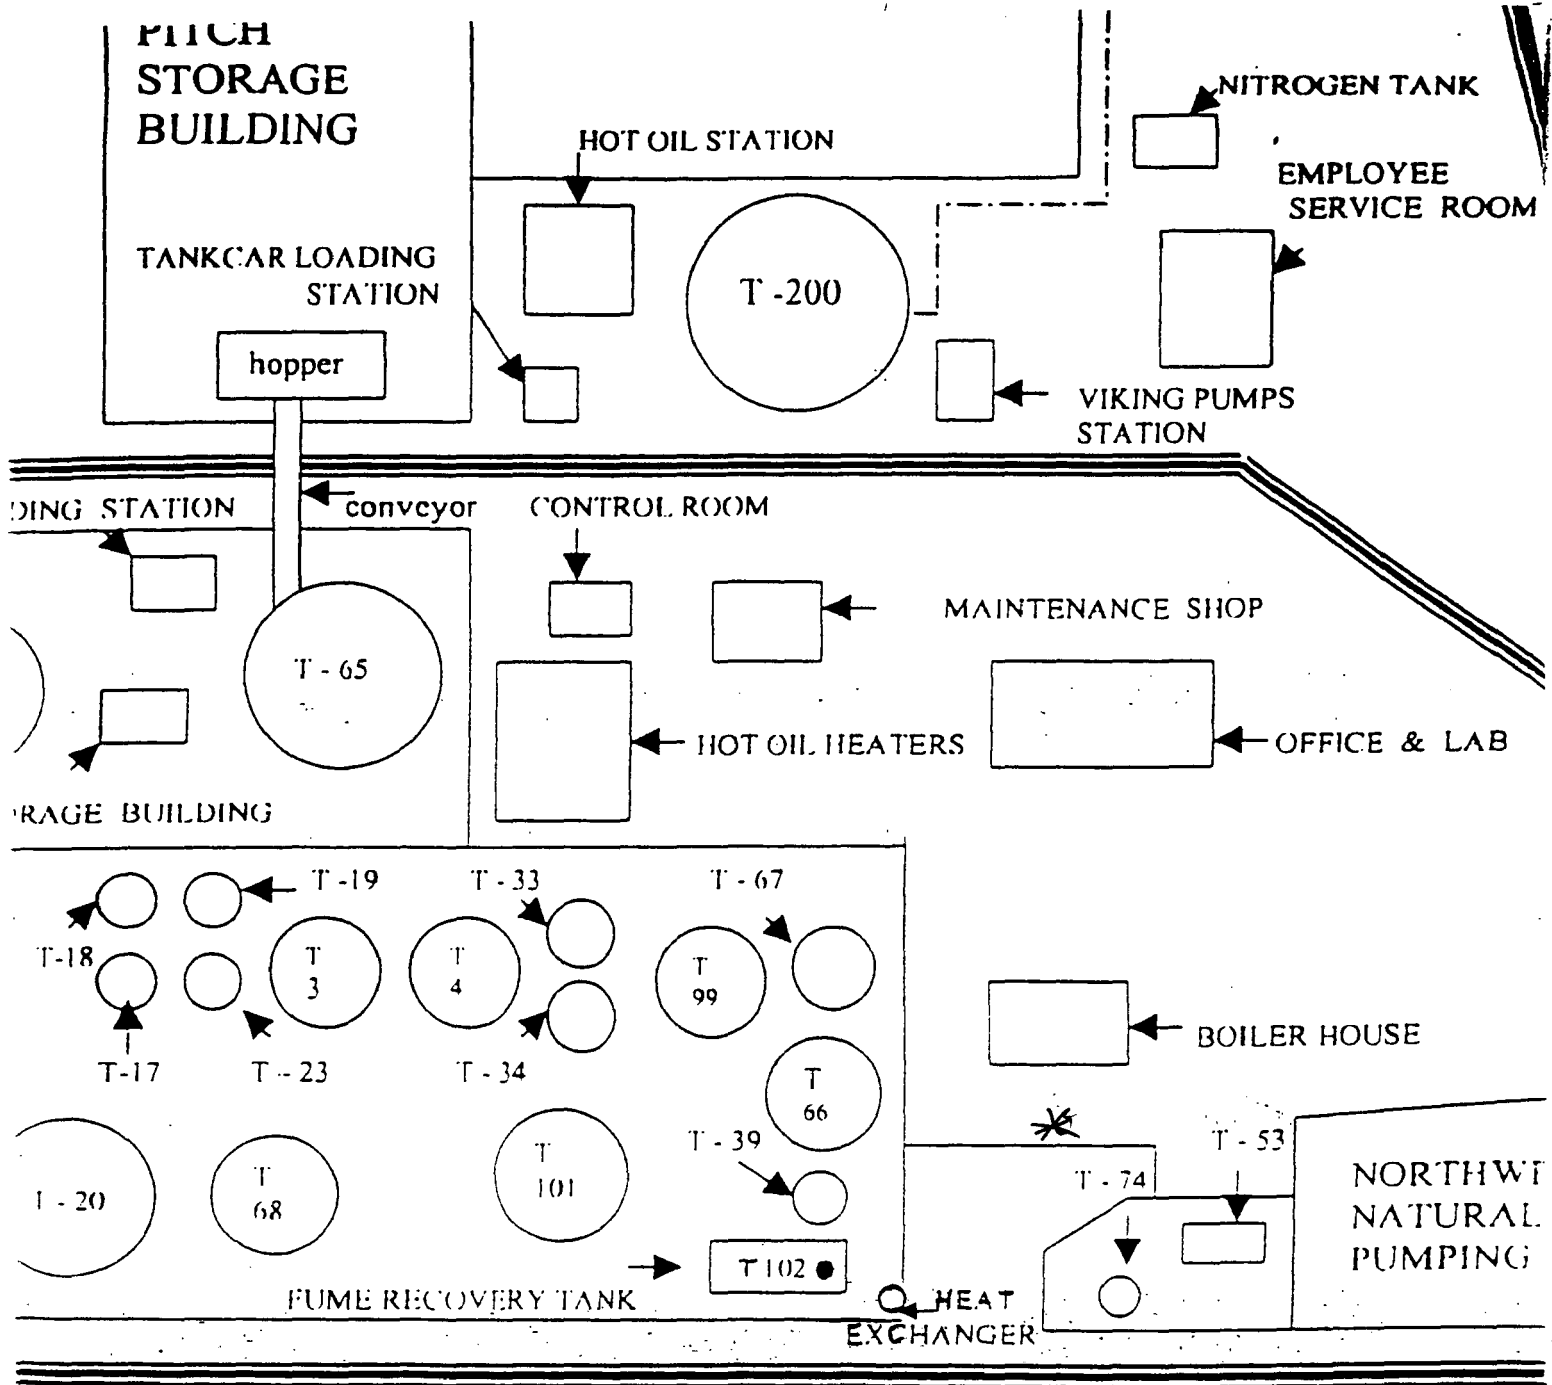 PITCH
STORAGE
BUILDING
NITROGEN TANK
HOT OIL STATION
EMPLOYEE
SERVICE ROOM
TANKCAR LOADING
STATION
T -200
hopper
VIKING PUMPS
STATION
DING STATION
conveyor
CONTROL ROOM
MAINTENANCE SHOP
T - 65
HOT OIL HEATERS
OFFICE & LAB
RAGE BUILDING
T -19
T - 33
T - 67
T-18
T
3
T
4
T
99
BOILER HOUSE
T-17
T - 23
T - 34
T
66
T - 39
T - 53
T - 74
NORTHWE
NATURAL
PUMPING
T - 20
T
68
T
101
T 102
FUME RECOVERY TANK
HEAT
EXCHANGER